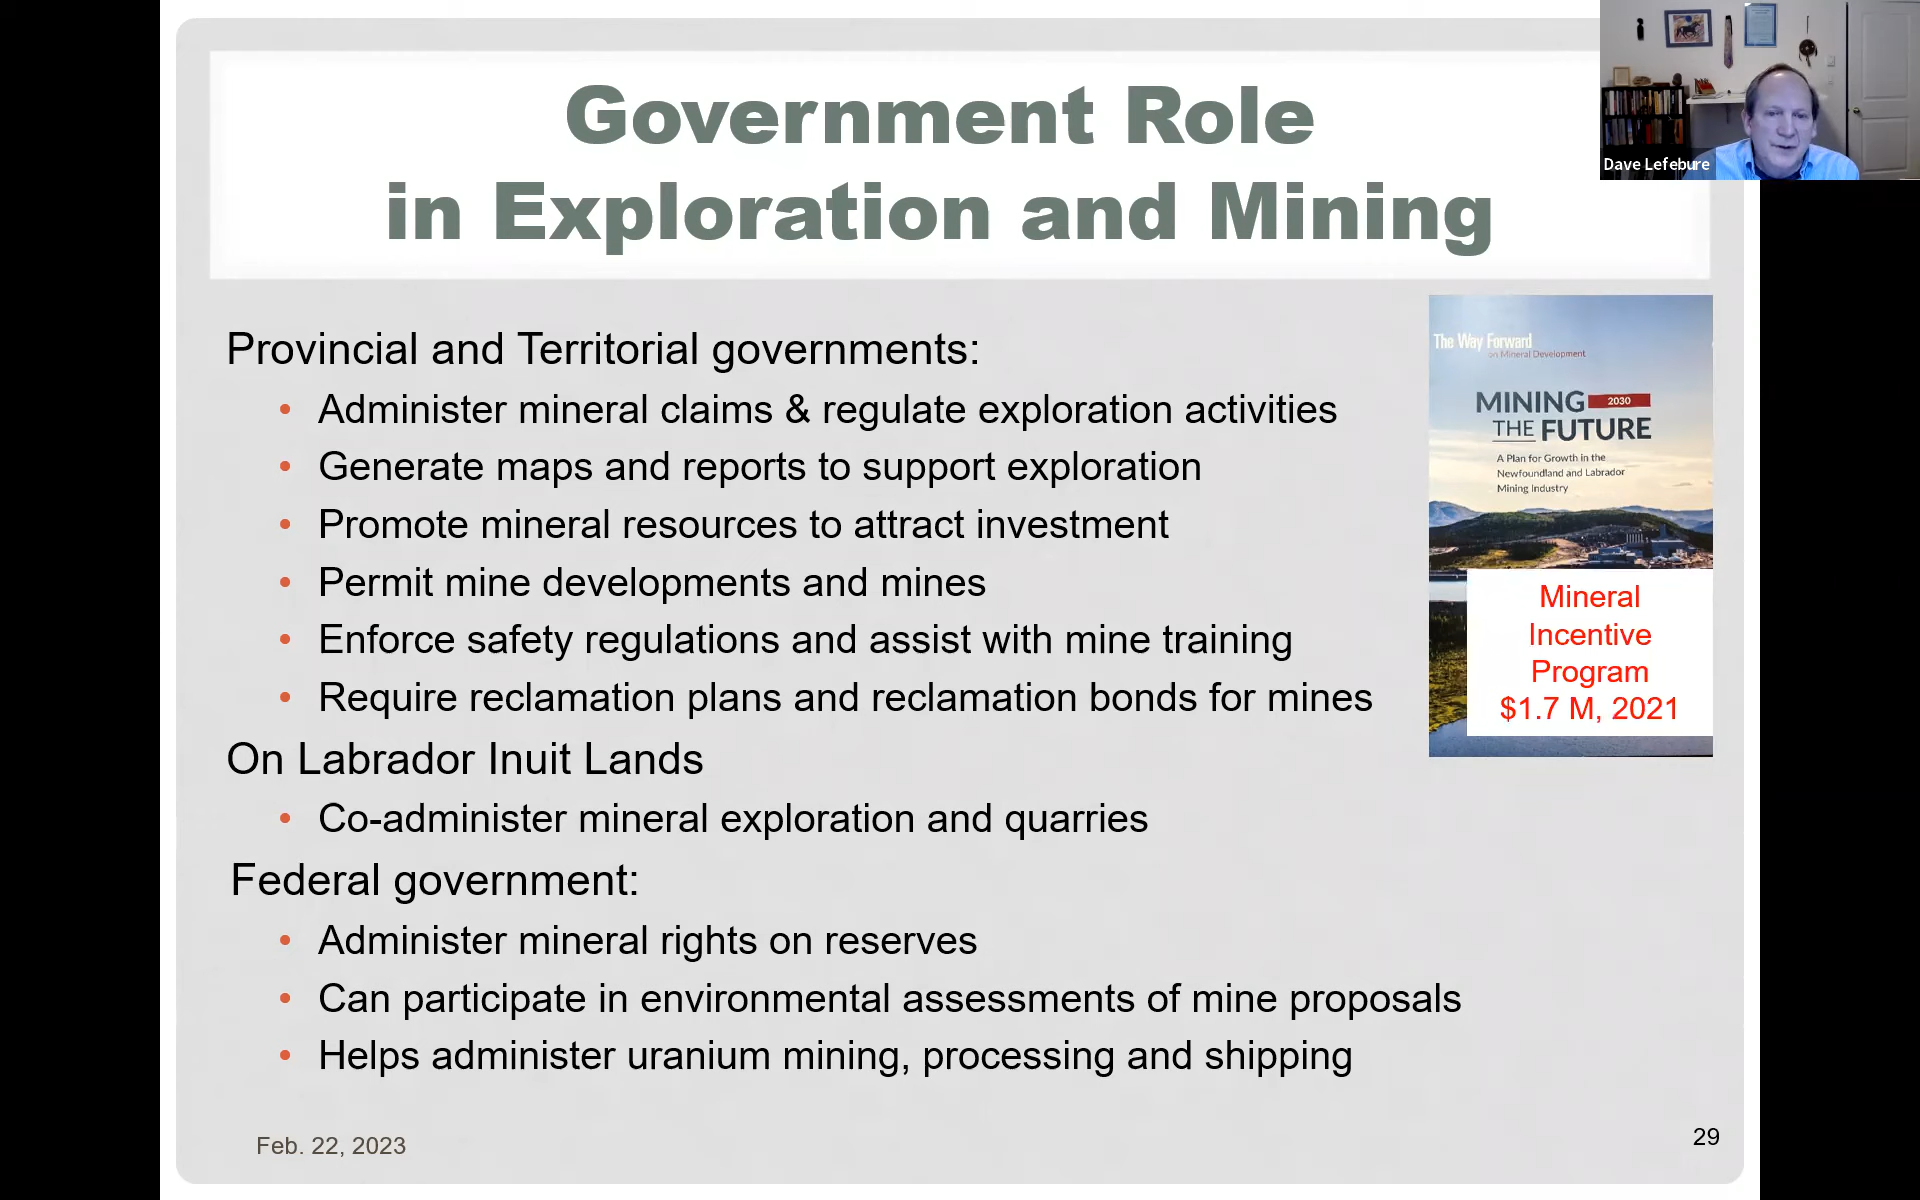 Government Role
in Exploration and Mining
Dave Lefebure
Provincial and Territorial governments:
• Administer mineral claims & regulate exploration activities
• Generate maps and reports to support exploration
• Promote mineral resources to attract investment
• Permit mine developments and mines
• Enforce safety regulations and assist with mine training
• Require reclamation plans and reclamation bonds for mines
On Labrador Inuit Lands
• Co-administer mineral exploration and quarries
Federal government:
• Administer mineral rights on reserves
• Can participate in environmental assessments of mine proposals
• Helps administer uranium mining, processing and shipping
The Way Forward
on Mineral Development
MINING 2030
THE FUTURE
A Plan for Growth in the
Newfoundland and Labrador
Mining Industry
Mineral
Incentive
Program
$1.7 M, 2021
Feb. 22, 2023
29